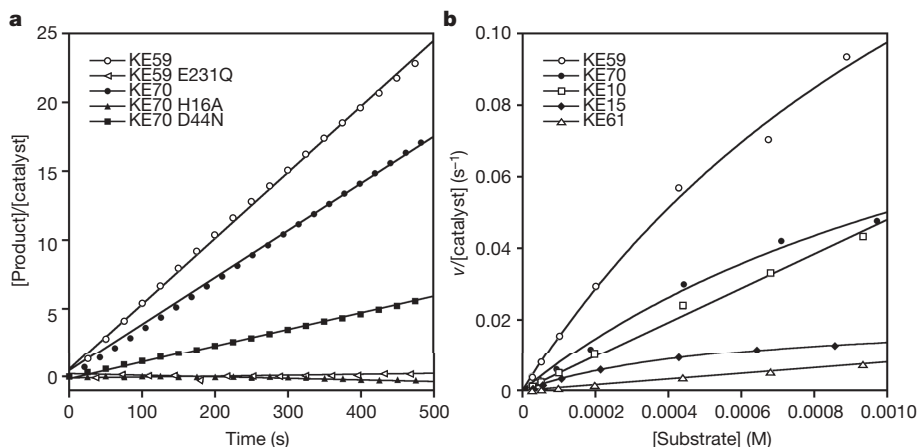 a
25
20
15
10
5
0
[Product]/[catalyst]
KE59
KE59 E231Q
KE70
KE70 H16A
KE70 D44N
0 100 200 300 400 500
Time (s)
b
0.10
0.08
0.06
0.04
0.02
0
v/[catalyst] (s⁻¹)
KE59
KE70
KE10
KE15
KE61
0.0002 0.0004 0.0006 0.0008 0.0010
[Substrate] (M)